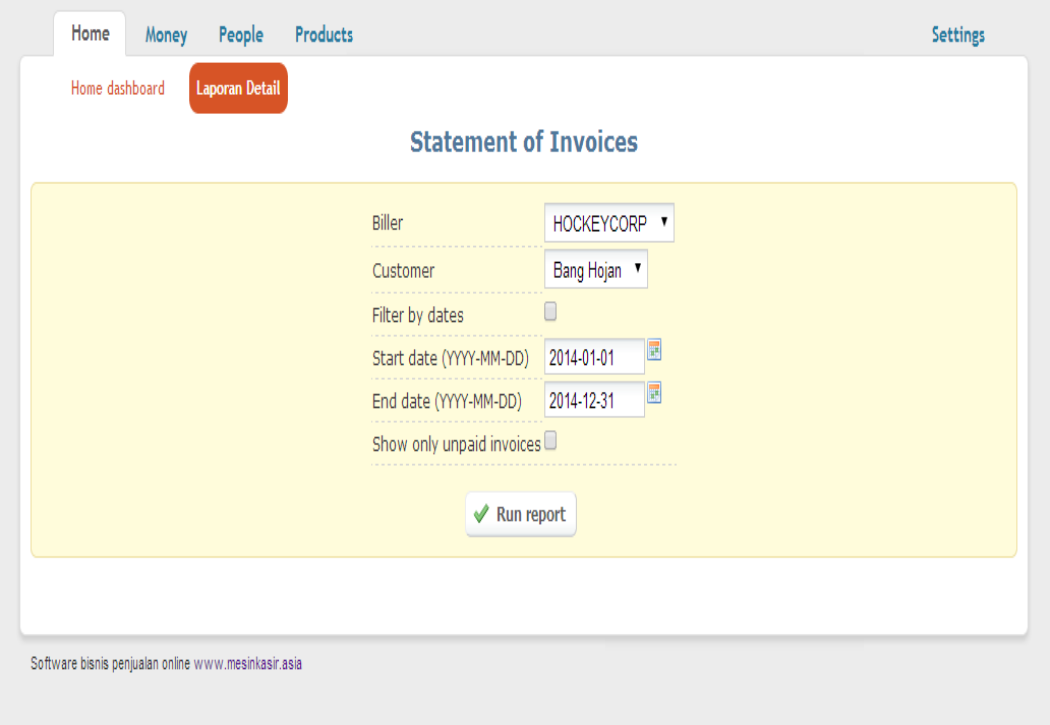 Home Money People Products Settings
Home dashboard Laporan Detail
Statement of Invoices
Biller HOCKEYCORP
Customer Bang Hojan
Filter by dates
Start date (YYYY-MM-DD) 2014-01-01
End date (YYYY-MM-DD) 2014-12-31
Show only unpaid invoices
Run report
Software bisnis penjualan online www.mesinkasir.asia